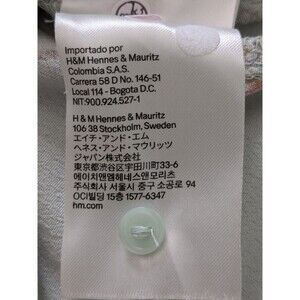 Importado por
H&M Hennes & Mauritz
Colombia S.A.S.
Carrera 58 D No. 146-51
Local 114 - Bogota D.C.
NIT:900.924.527-1
H & M Hennes & Mauritz
106 38 Stockholm, Sweden
エイチ・アンド・エム
ヘネス・アンド・マウリッツ
ジャパン株式会社
東京都渋谷区宇田川町33-6
에이치앤엠헤네스앤모리츠
주식회사 서울시 중구 소공로 94
OCI빌딩 15층 1577-6347
hm.com